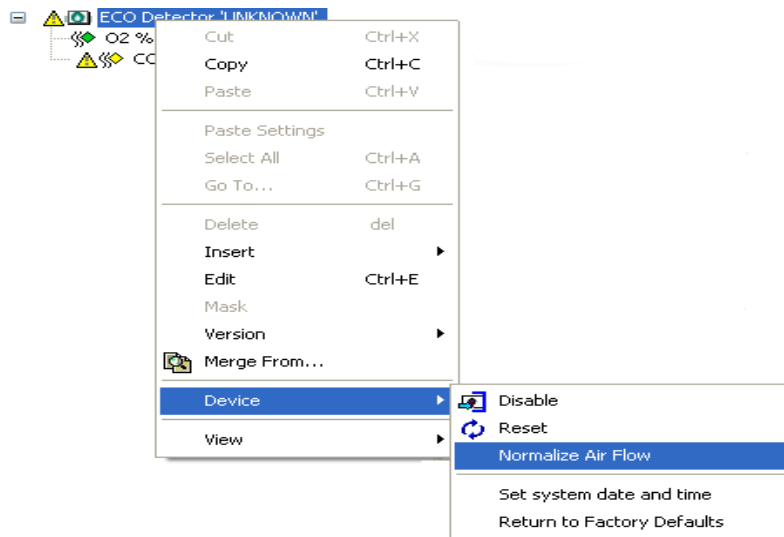 ECO Detector 'UNKNOWN'
O2 %
Cut Ctrl+X
Copy Ctrl+C
Paste Ctrl+V
Paste Settings
Select All Ctrl+A
Go To... Ctrl+G
Delete del
Insert
Edit Ctrl+E
Mask
Version
Merge From...
Device
Disable
Reset
View
Normalize Air Flow
Set system date and time
Return to Factory Defaults